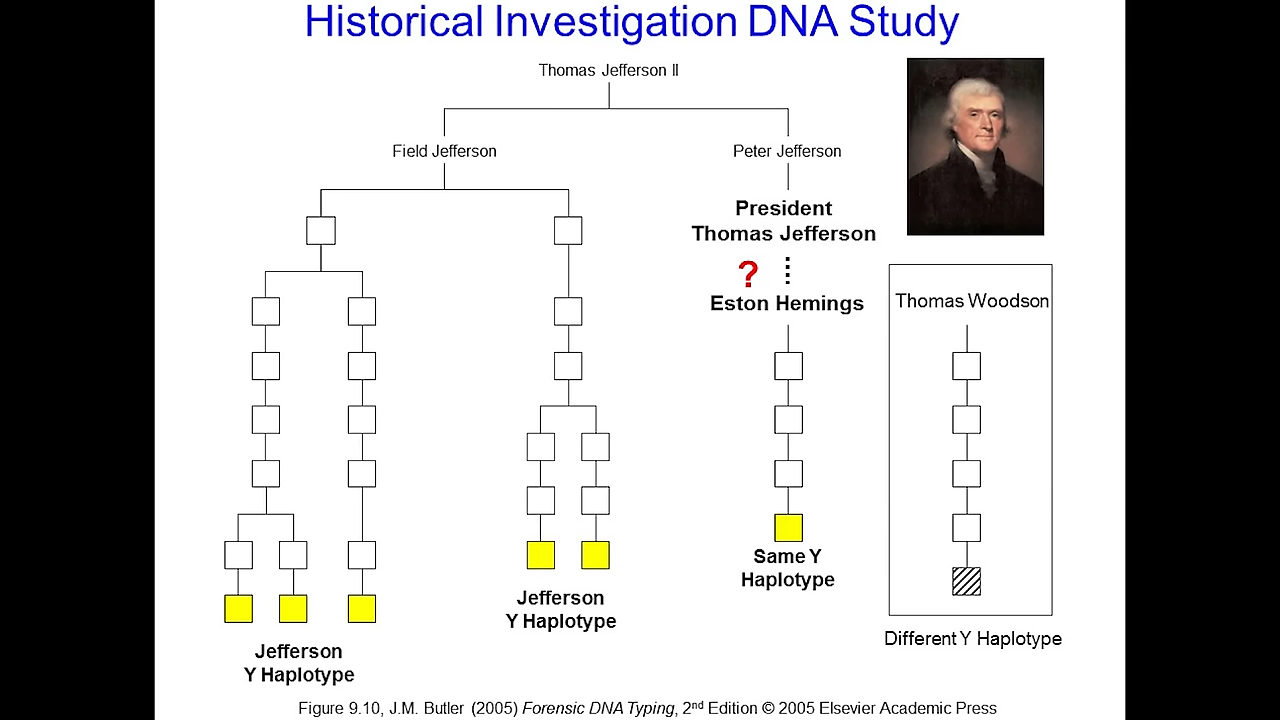 Historical Investigation DNA Study
Thomas Jefferson II
Field Jefferson
Peter Jefferson
President
Thomas Jefferson
?
Eston Hemings
Thomas Woodson
Same Y
Haplotype
Jefferson
Y Haplotype
Different Y Haplotype
Jefferson
Y Haplotype
Figure 9.10, J.M. Butler (2005) Forensic DNA Typing, 2nd Edition © 2005 Elsevier Academic Press